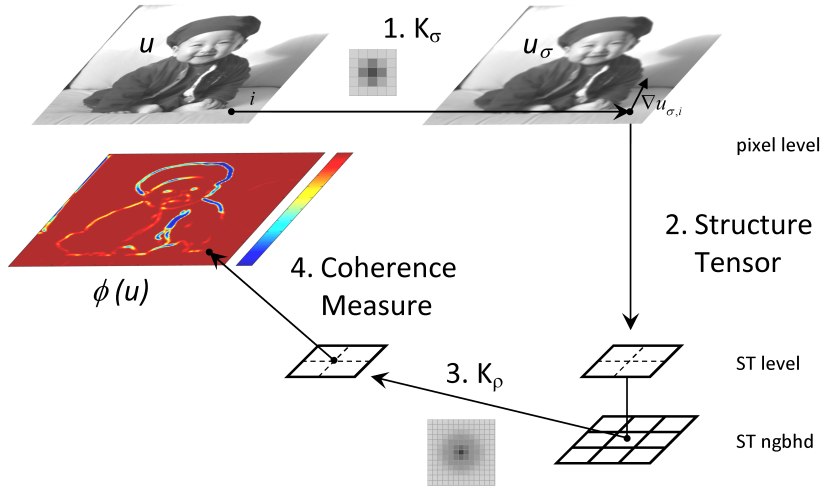 1. Kσ
u
uσ
i
∇uσ,i
pixel level
2. Structure
Tensor
4. Coherence
Measure
ϕ (u)
ST level
3. Kρ
ST ngbhd